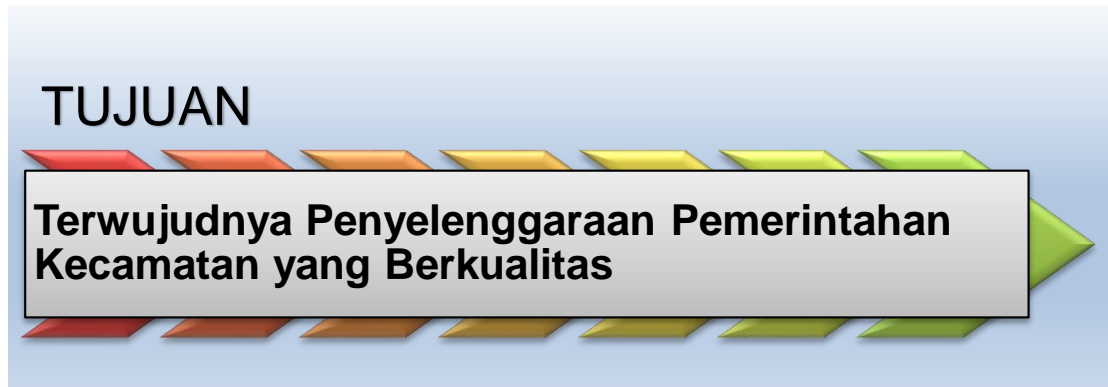 TUJUAN
Terwujudnya Penyelenggaraan Pemerintahan
Kecamatan yang Berkualitas